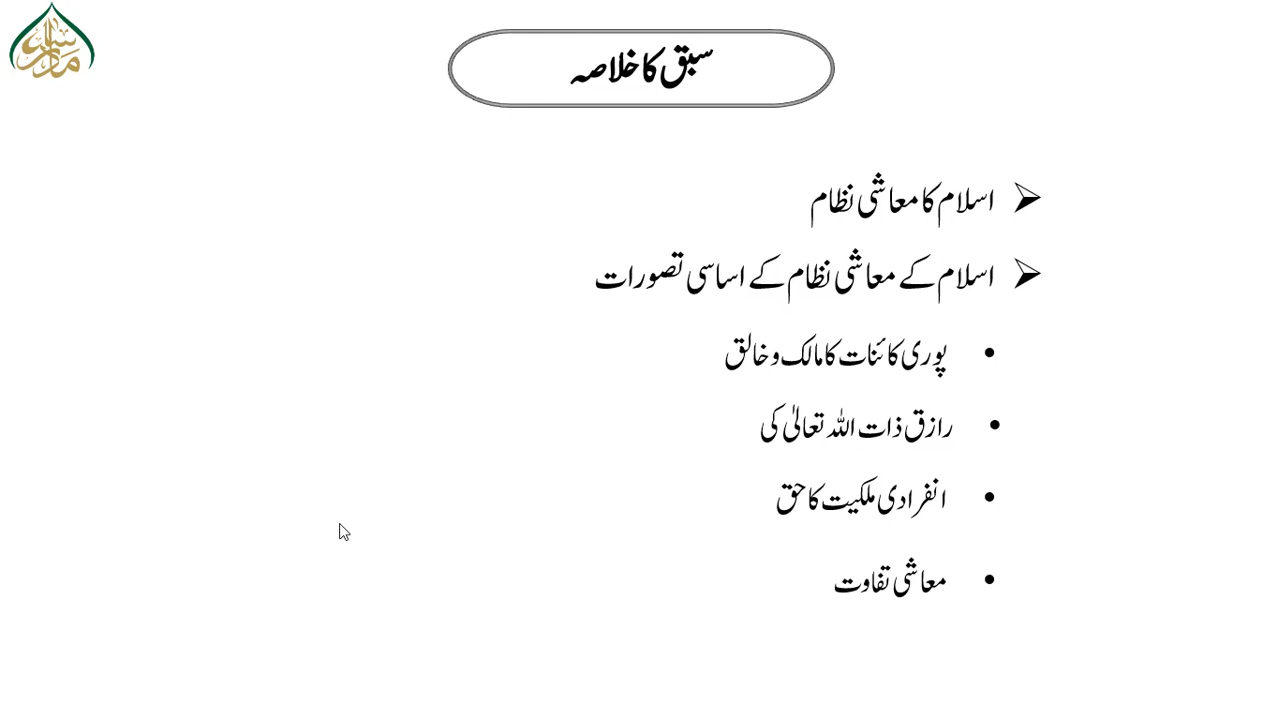 سبق کا خلاصہ
اسلام کا معاشی نظام
اسلام کے معاشی نظام کے اساسی تصورات
پوری کائنات کا مالک و خالق
رازق ذات اللہ تعالیٰ کی
انفرادی ملکیت کا حق
معاشی تفاوت